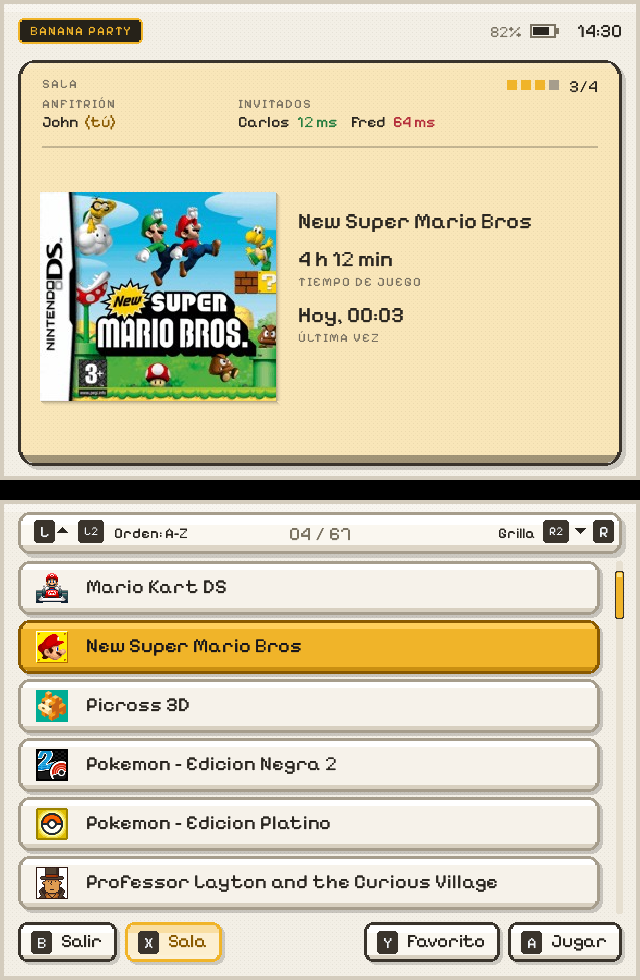 BANANA PARTY
82% 14:30
SALA
3/4
ANFITRIÓN INVITADOS
John (tú) Carlos 12 ms Fred 64 ms
NINTENDO DS
New SUPER
MARIO BROS.
3+
New Super Mario Bros
4 h 12 min
TIEMPO DE JUEGO
Hoy, 00:03
ÚLTIMA VEZ
L L2 Orden: A-Z 04 / 67 Grilla R2 R
Mario Kart DS
New Super Mario Bros
Picross 3D
2 Pokemon - Edicion Negra 2
Pokemon - Edicion Platino
Professor Layton and the Curious Village
B Salir X Sala Y Favorito A Jugar